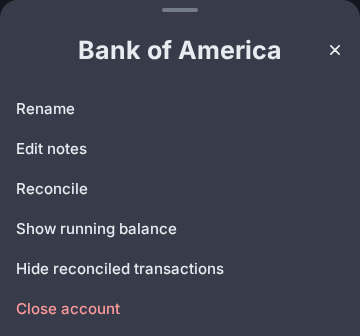 Bank of America
Rename
Edit notes
Reconcile
Show running balance
Hide reconciled transactions
Close account